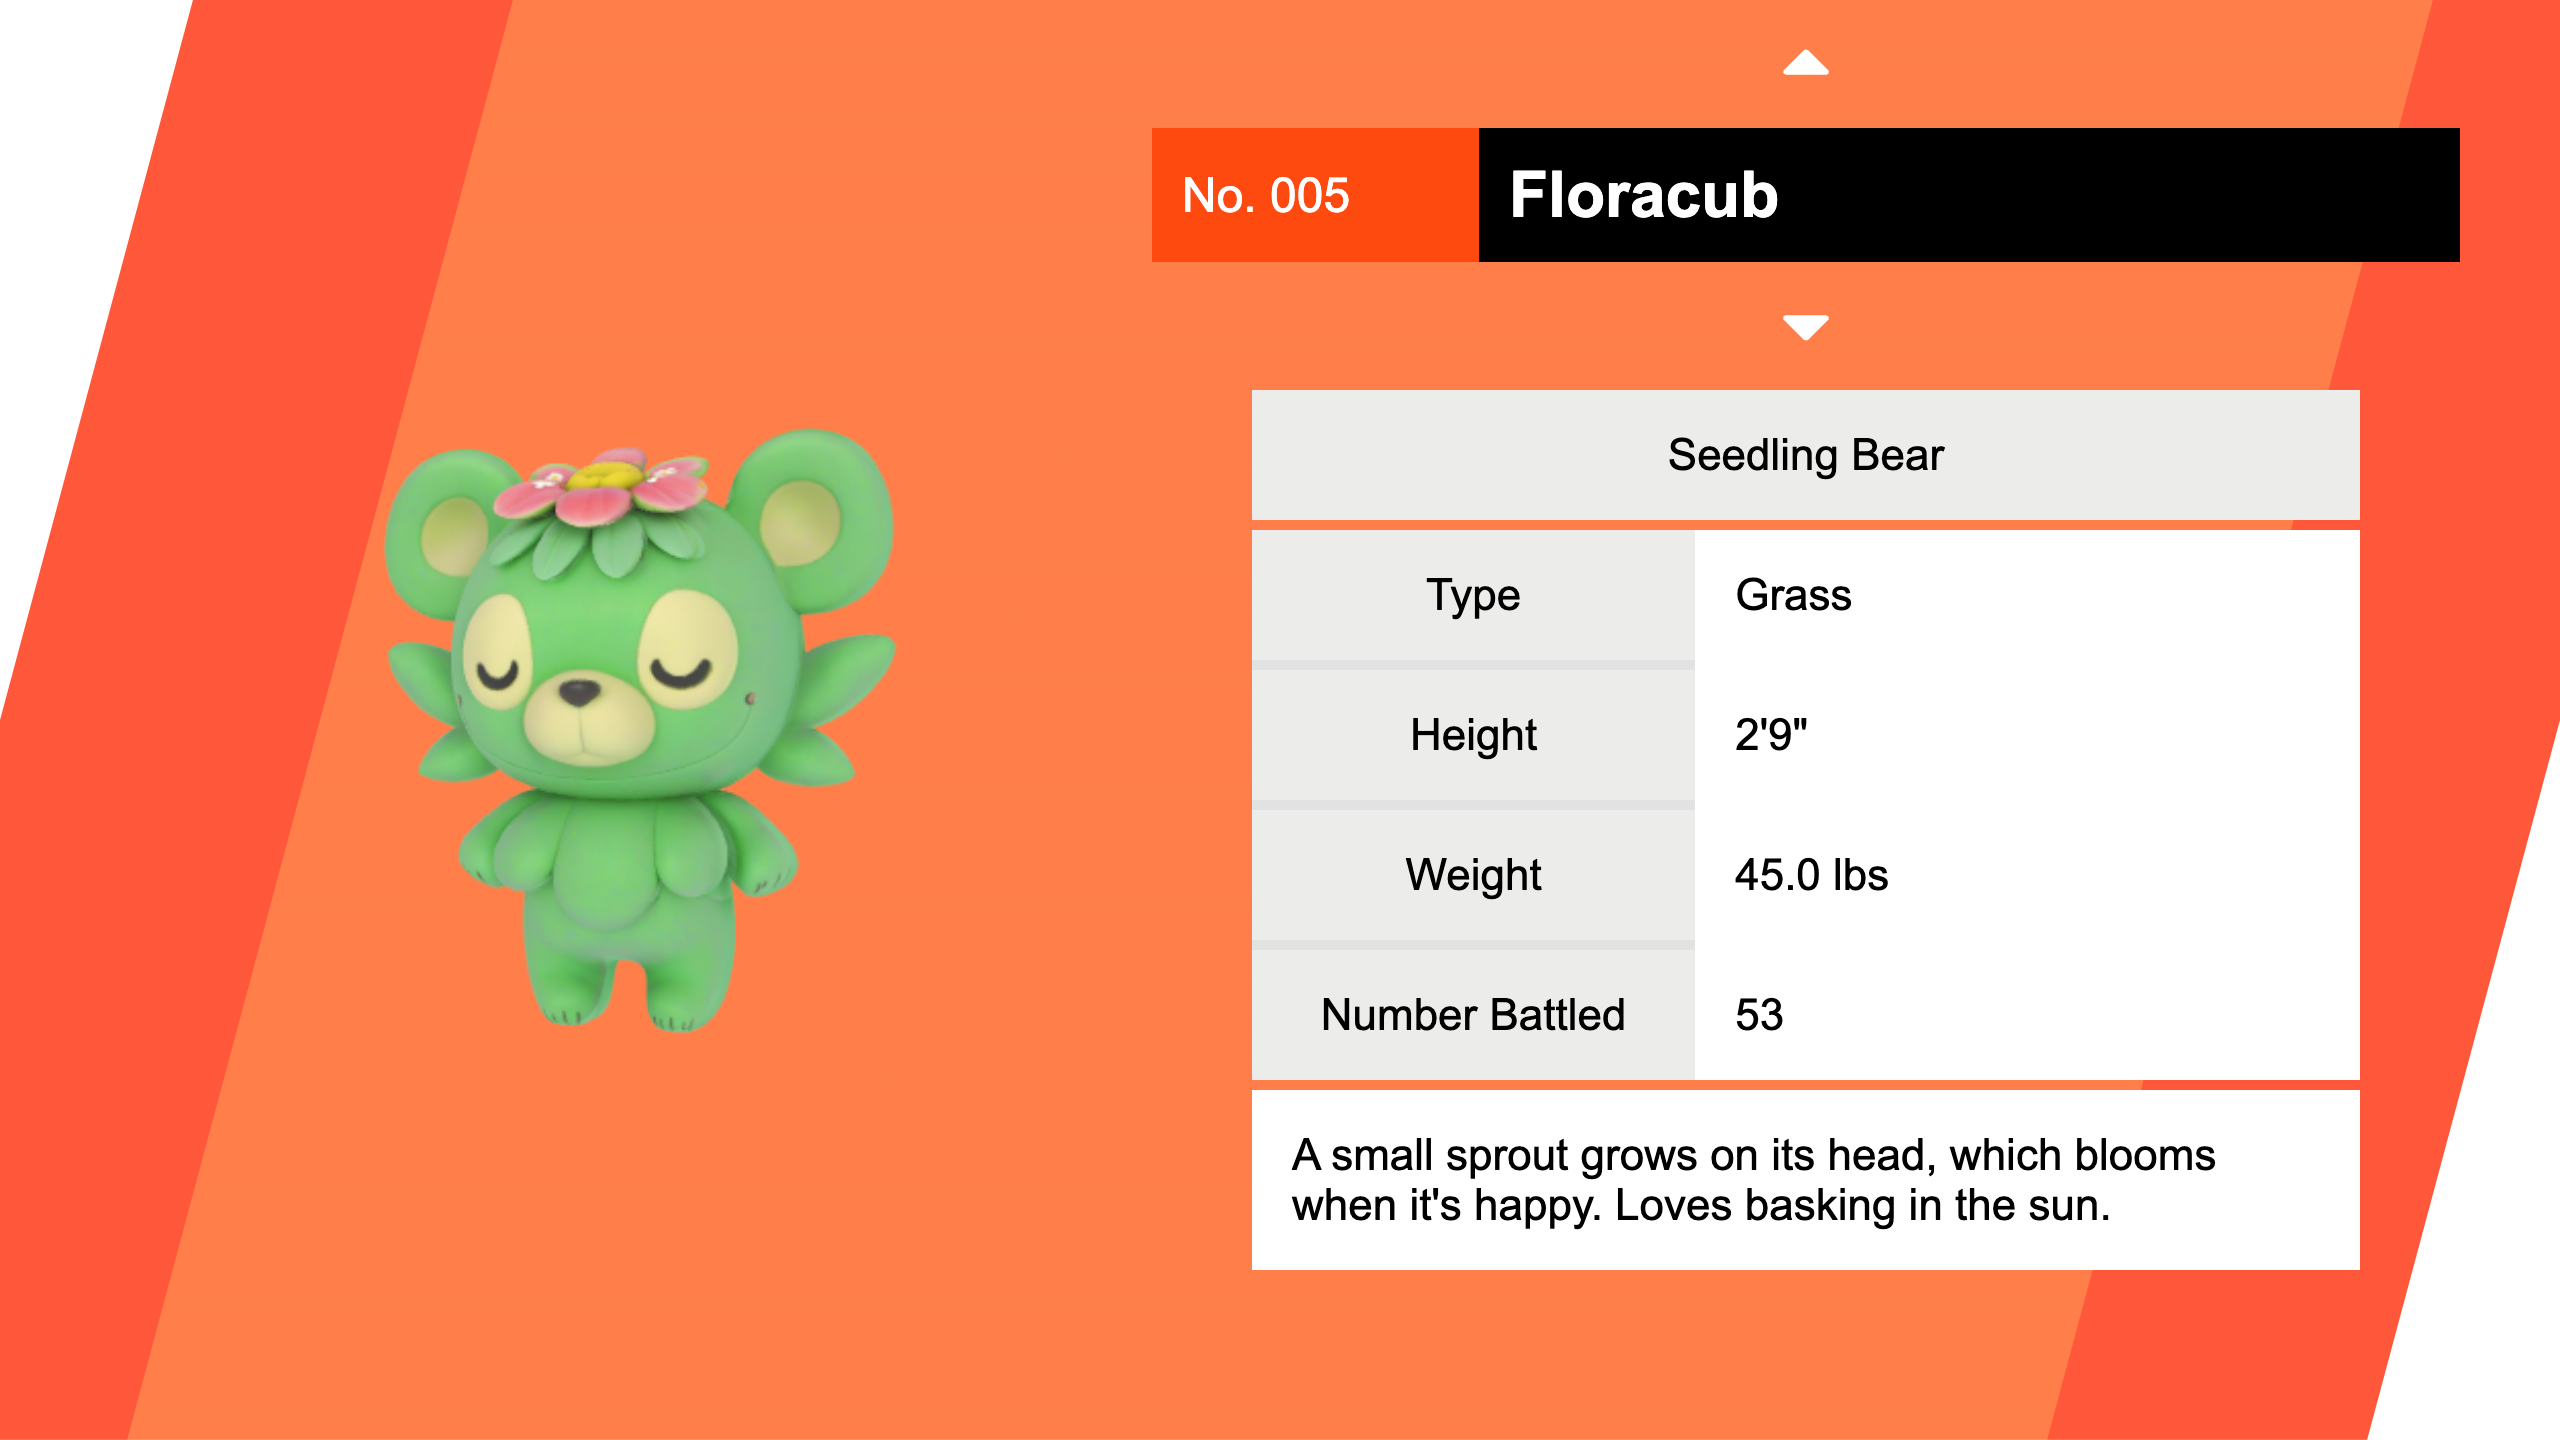 No. 005
Floracub
Seedling Bear
Type
Grass
Height
2'9"
Weight
45.0 lbs
Number Battled
53
A small sprout grows on its head, which blooms
when it's happy. Loves basking in the sun.